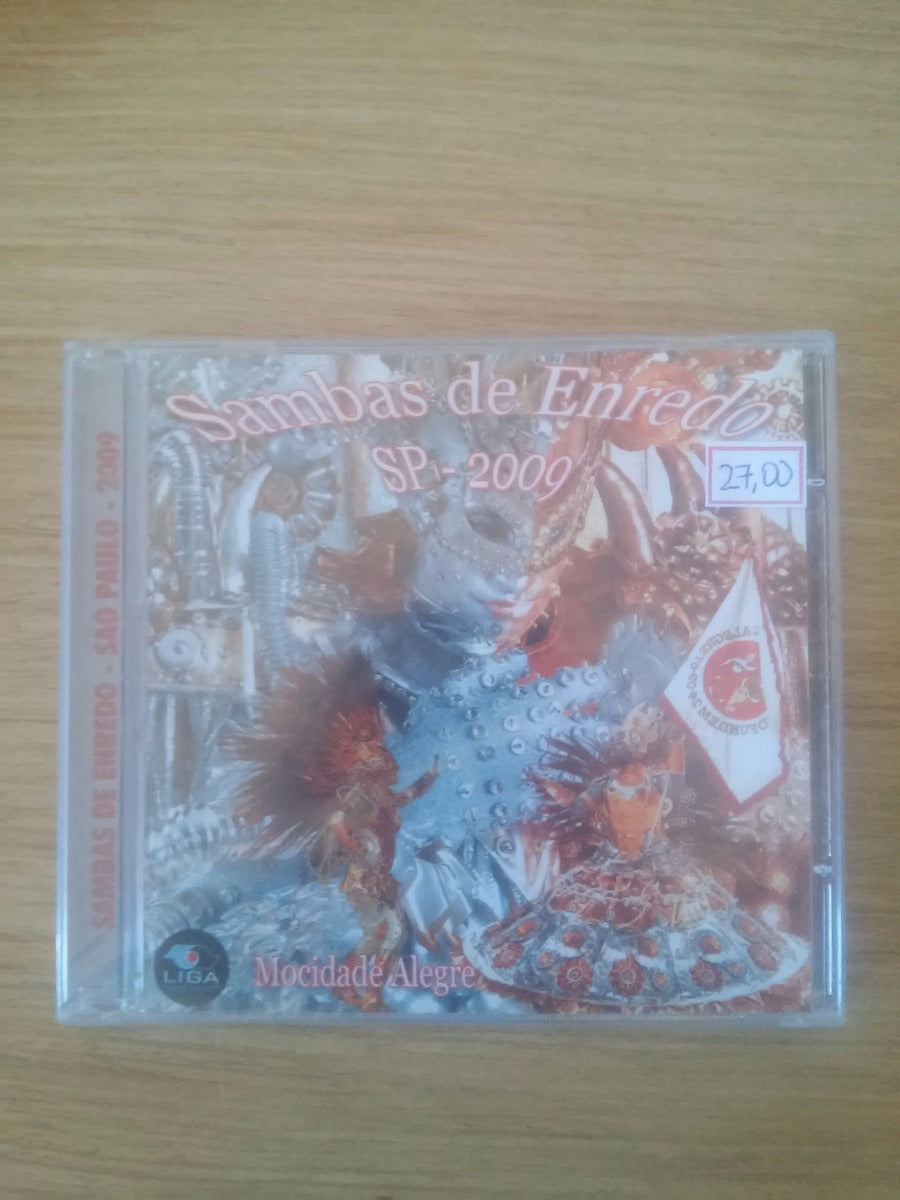 Sambas de Enredo
SP - 2009
27,00
SAMBAS DE ENREDO - SÃO PAULO - 2009
LIGA
Mocidade Alegre